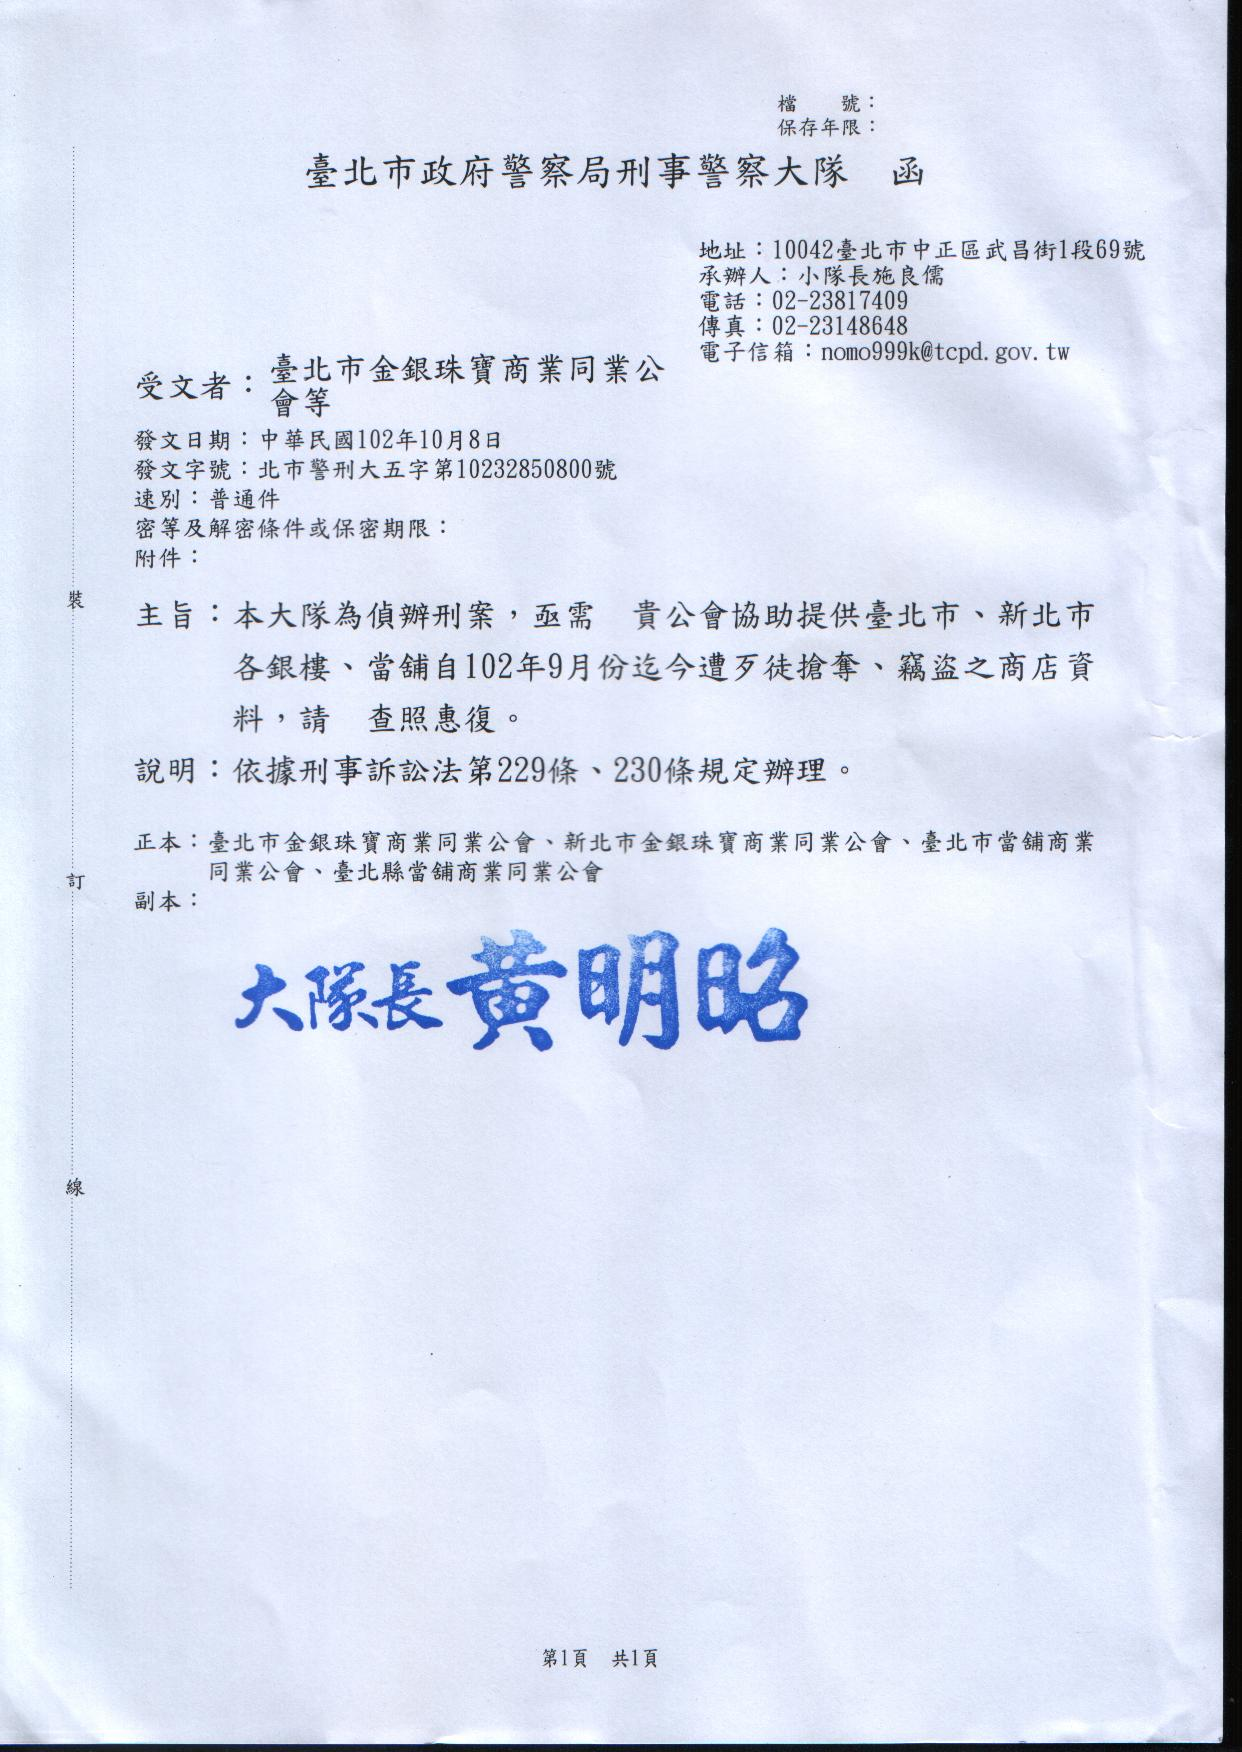 檔　　號：
保存年限：
臺北市政府警察局刑事警察大隊　函
地址：10042臺北市中正區武昌街1段69號
承辦人：小隊長施良儒
電話：02-23817409
傳真：02-23148648
電子信箱：nomo999k@tcpd.gov.tw
受文者：臺北市金銀珠寶商業同業公
會等
發文日期：中華民國102年10月8日
發文字號：北市警刑大五字第10232850800號
速別：普通件
密等及解密條件或保密期限：
附件：
主旨：本大隊為偵辦刑案，亟需　貴公會協助提供臺北市、新北市
各銀樓、當舖自102年9月份迄今遭歹徒搶奪、竊盜之商店資
料，請　查照惠復。
說明：依據刑事訴訟法第229條、230條規定辦理。
正本：臺北市金銀珠寶商業同業公會、新北市金銀珠寶商業同業公會、臺北市當舖商業
同業公會、臺北縣當舖商業同業公會
副本：
大隊長黃明昭
裝
訂
線
第1頁　共1頁